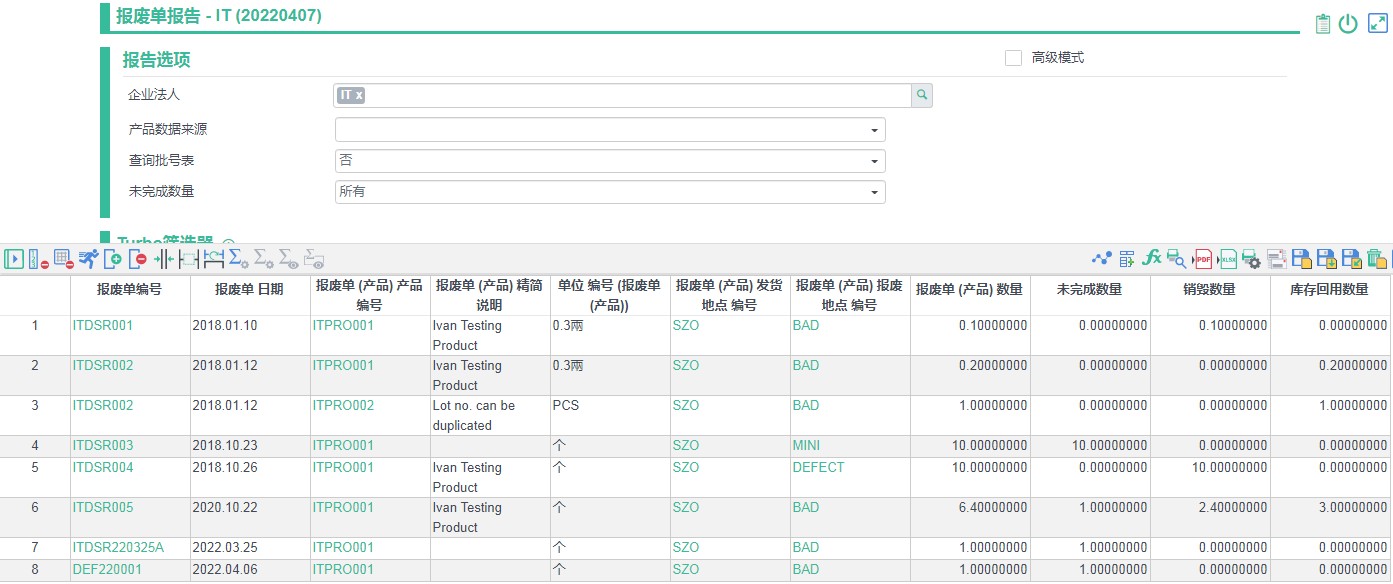 报废单报告 - IT (20220407)
报告选项
高级模式
企业法人
IT x
产品数据来源
查询批号表
否
未完成数量
所有
Turbo筛选器
报废单编号 报废单 日期 报废单 (产品) 产品 编号 报废单 (产品) 精简 说明 单位 编号 (报废单 (产品)) 报废单 (产品) 发货 地点 编号 报废单 (产品) 报废 地点 编号 报废单 (产品) 数量 未完成数量 销毁数量 库存回用数量
1 ITDSR001 2018.01.10 ITPRO001 Ivan Testing Product 0.3兩 SZO BAD 0.10000000 0.00000000 0.10000000 0.00000000
2 ITDSR002 2018.01.12 ITPRO001 Ivan Testing Product 0.3兩 SZO BAD 0.20000000 0.00000000 0.00000000 0.20000000
3 ITDSR002 2018.01.12 ITPRO002 Lot no. can be duplicated PCS SZO BAD 1.00000000 0.00000000 0.00000000 1.00000000
4 ITDSR003 2018.10.23 ITPRO001 个 SZO MINI 10.00000000 10.00000000 0.00000000 0.00000000
5 ITDSR004 2018.10.26 ITPRO001 Ivan Testing Product 个 SZO DEFECT 10.00000000 0.00000000 10.00000000 0.00000000
6 ITDSR005 2020.10.22 ITPRO001 Ivan Testing Product 个 SZO BAD 6.40000000 1.00000000 2.40000000 3.00000000
7 ITDSR220325A 2022.03.25 ITPRO001 个 SZO BAD 1.00000000 1.00000000 0.00000000 0.00000000
8 DEF220001 2022.04.06 ITPRO001 个 SZO BAD 1.00000000 1.00000000 0.00000000 0.00000000